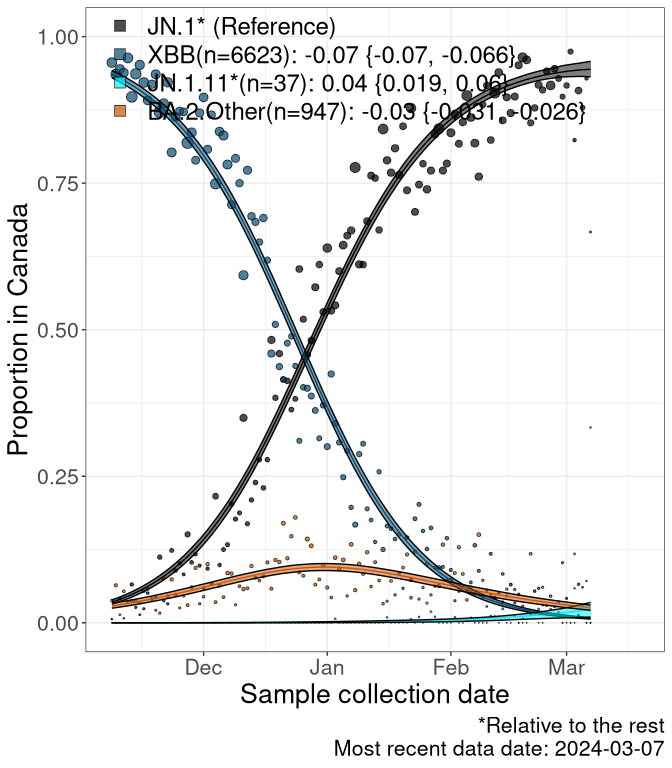 JN.1* (Reference)
XBB(n=6623): -0.07 {-0.07, -0.066}
JN.1.11*(n=37): 0.04 {0.019, 0.06}
BA.2 Other(n=947): -0.03 {-0.031, -0.026}
1.00
0.75
0.50
0.25
0.00
Proportion in Canada
Dec Jan Feb Mar
Sample collection date
*Relative to the rest
Most recent data date: 2024-03-07